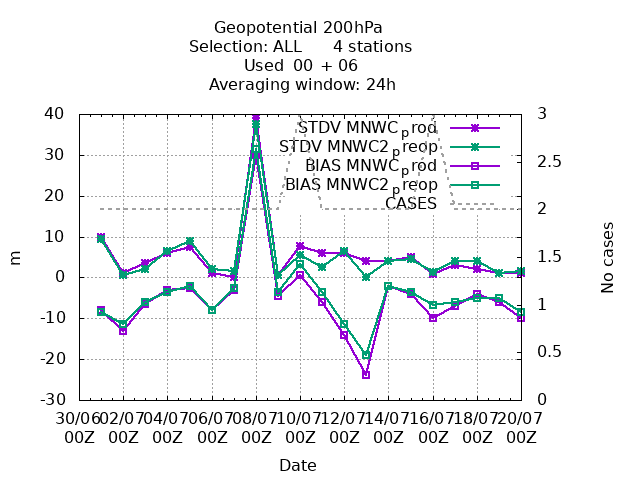 Geopotential 200hPa
Selection: ALL 4 stations
Used 00 + 06
Averaging window: 24h
40 3
STDV MNWC_prod
30 2.5
STDV MNWC2_preop
BIAS MNWC_prod
20 2
BIAS MNWC2_preop
CASES
10 1.5
0 1
-10 0.5
-20 0
-30
m
No cases
30/06 02/07 04/07 06/07 08/07 10/07 12/07 14/07 16/07 18/07 20/07
00Z 00Z 00Z 00Z 00Z 00Z 00Z 00Z 00Z 00Z 00Z
Date